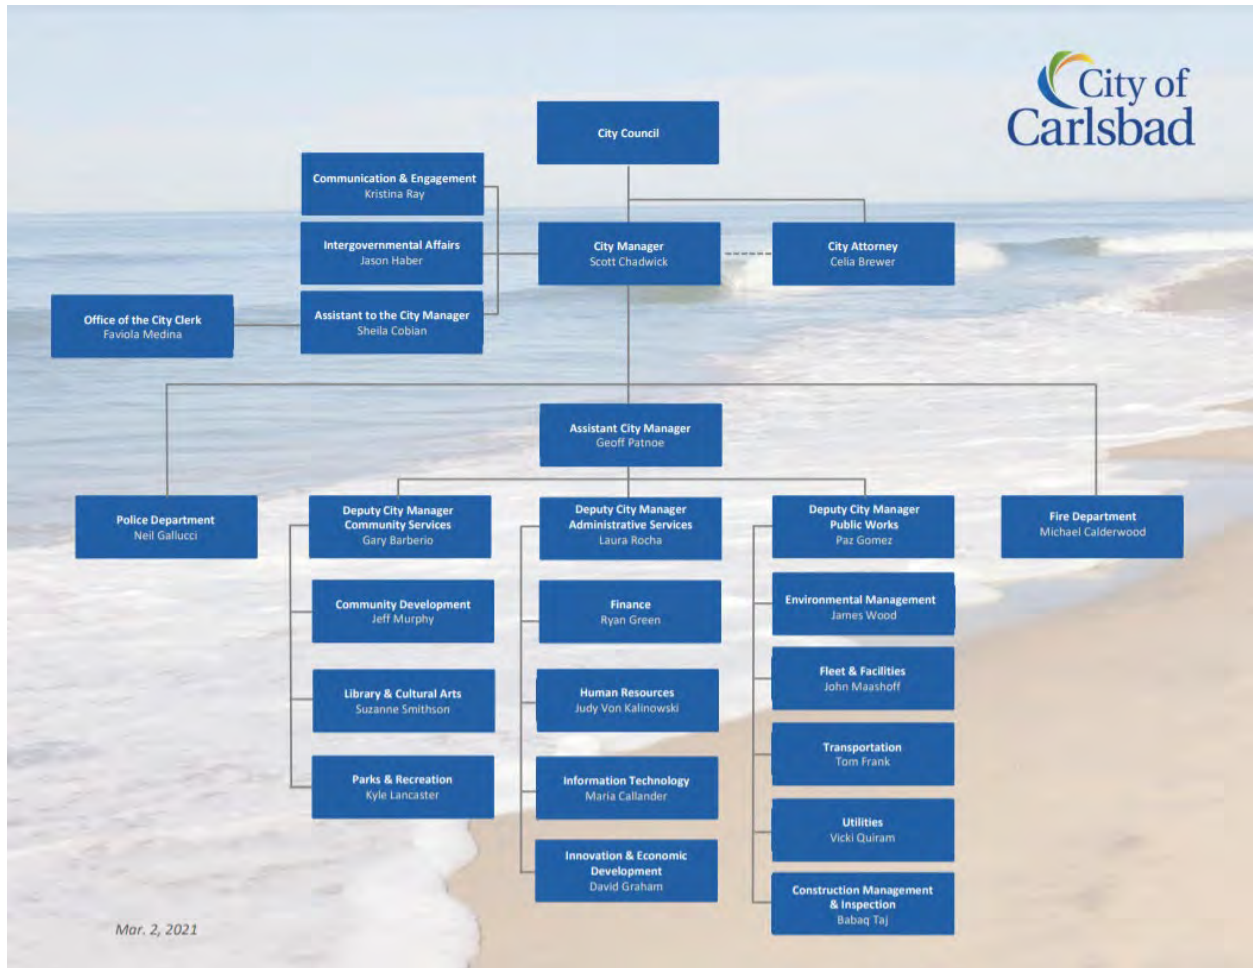 City of
Carlsbad
City Council
Communication & Engagement
Kristina Ray
Intergovernmental Affairs
Jason Haber
City Manager
Scott Chadwick
City Attorney
Celia Brewer
Office of the City Clerk
Faviola Medina
Assistant to the City Manager
Sheila Cobian
Assistant City Manager
Geoff Patnoe
Police Department
Neil Gallucci
Deputy City Manager
Community Services
Gary Barberio
Deputy City Manager
Administrative Services
Laura Rocha
Deputy City Manager
Public Works
Paz Gomez
Fire Department
Michael Calderwood
Community Development
Jeff Murphy
Library & Cultural Arts
Suzanne Smithson
Parks & Recreation
Kyle Lancaster
Finance
Ryan Green
Human Resources
Judy Von Kalinowski
Information Technology
Maria Callander
Innovation & Economic
Development
David Graham
Environmental Management
James Wood
Fleet & Facilities
John Maashoff
Transportation
Tom Frank
Utilities
Vicki Quiram
Construction Management
& Inspection
Babaq Taj
Mar. 2, 2021